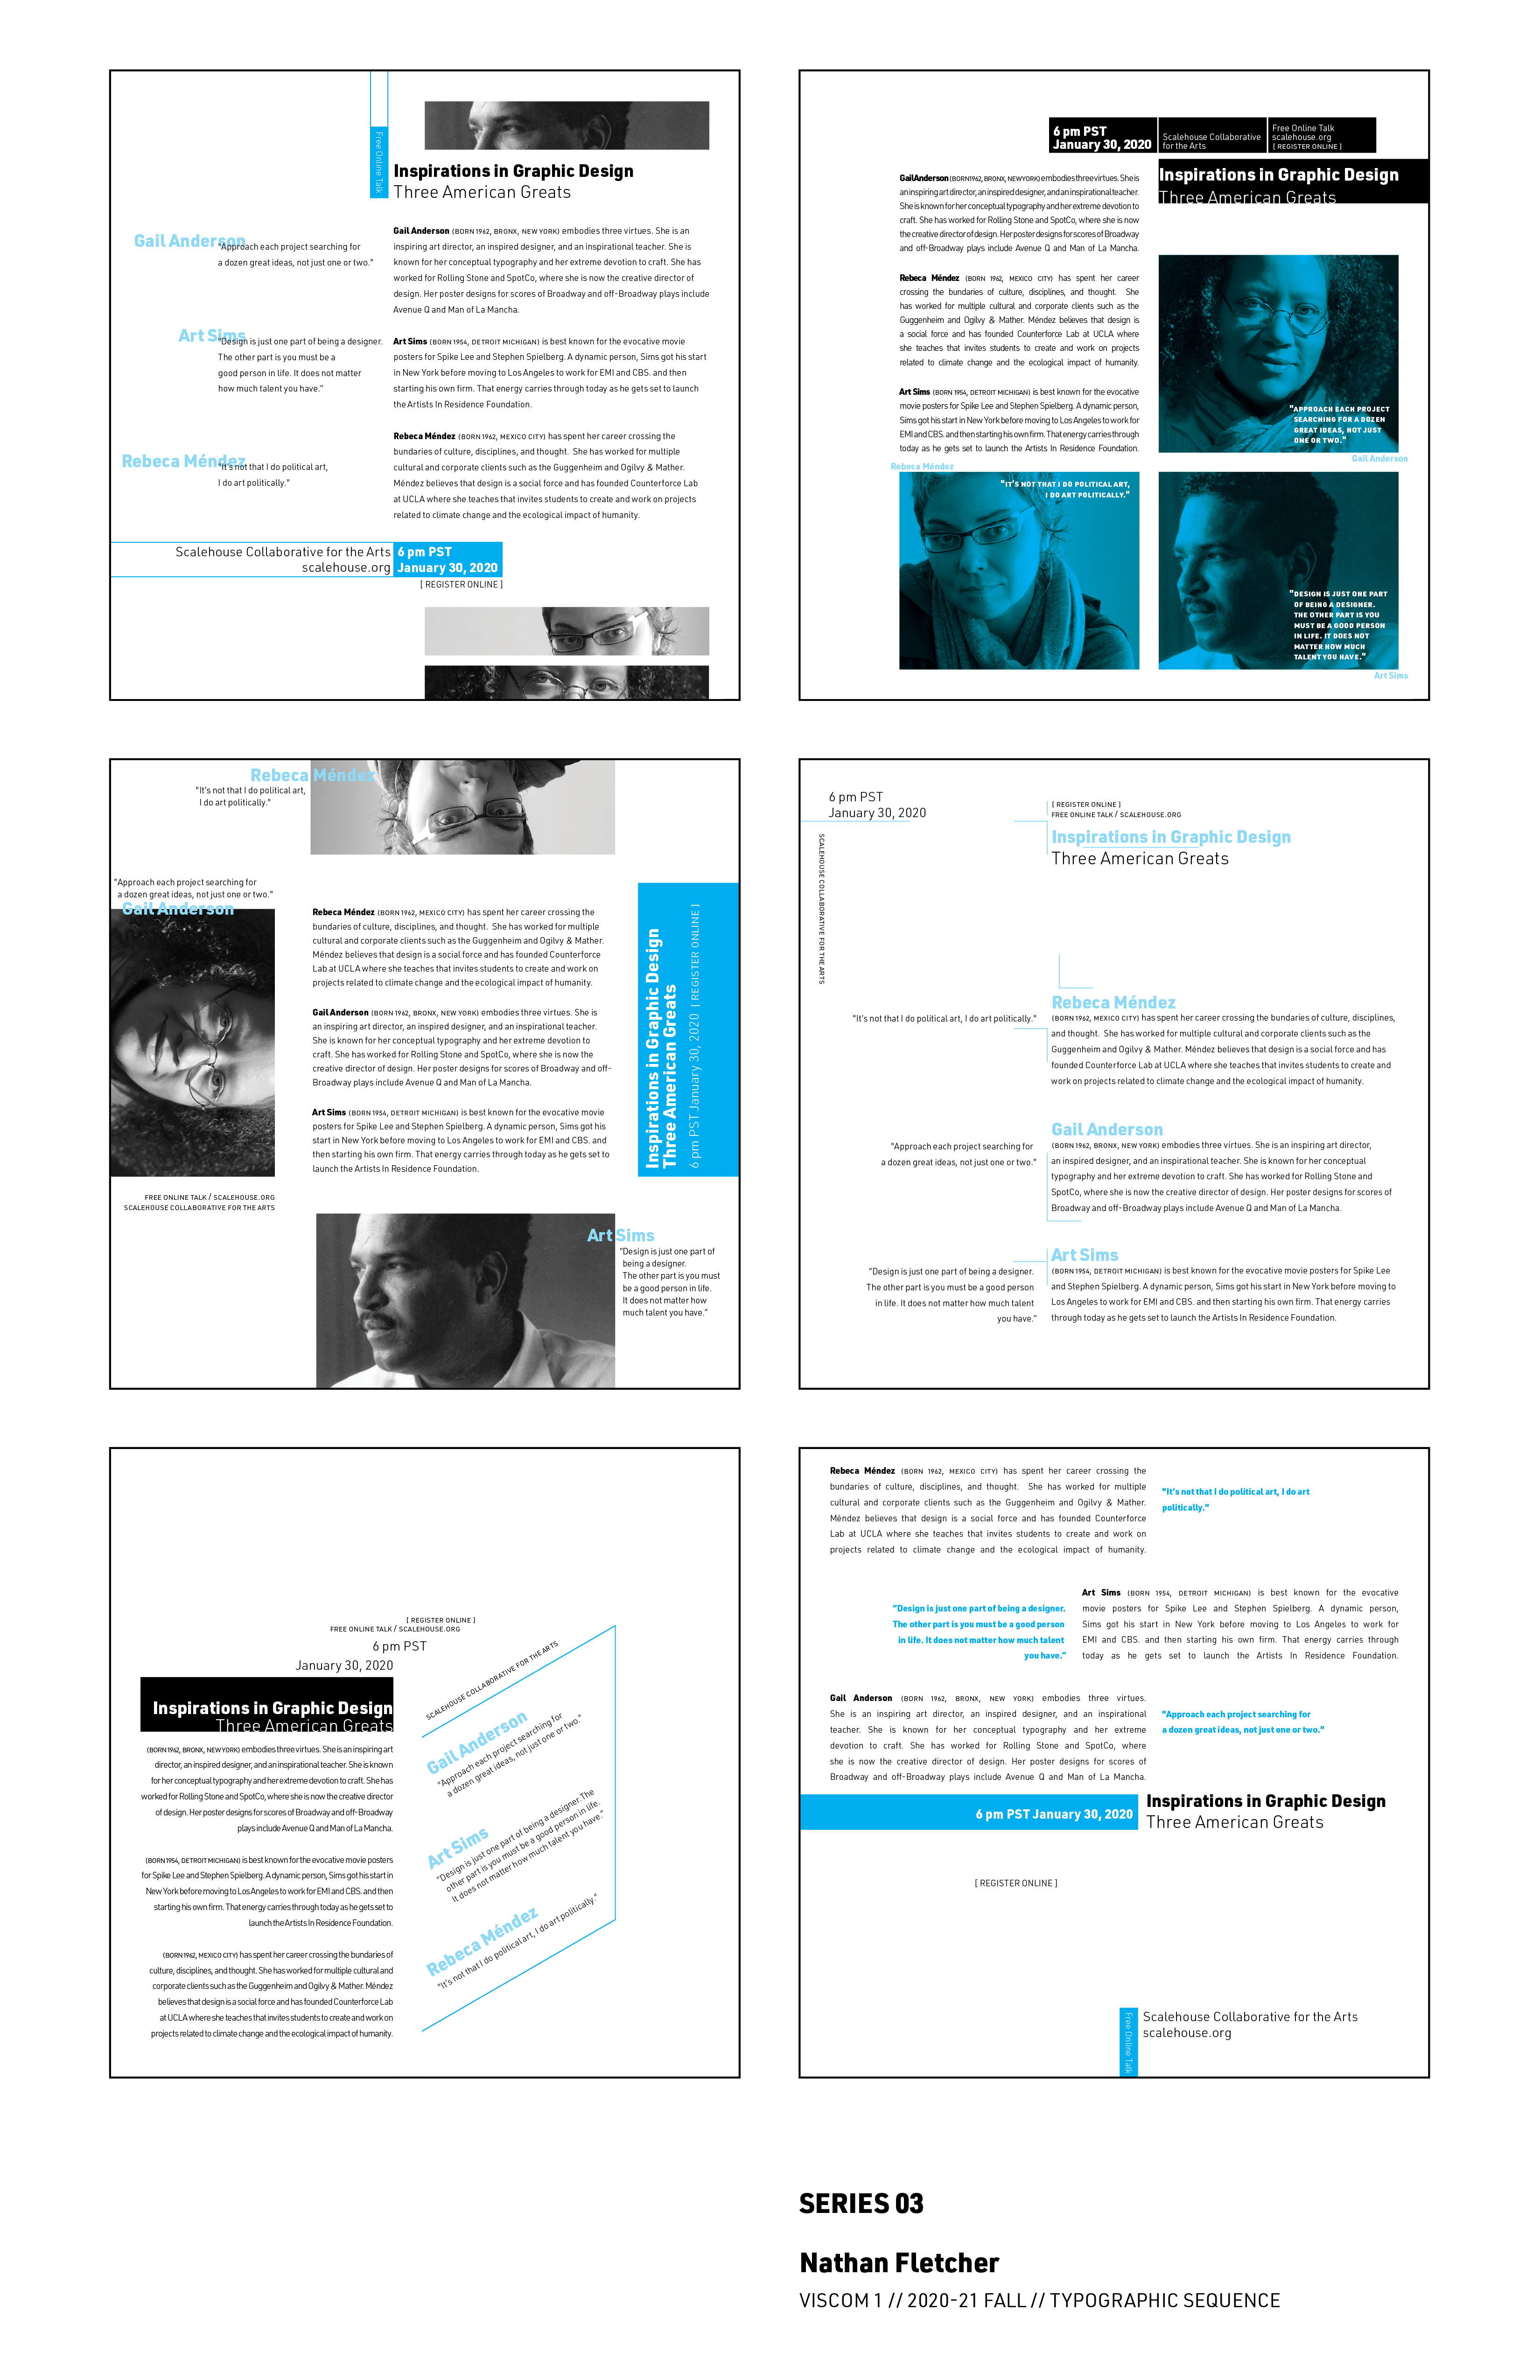 Free Online Talk
Inspirations in Graphic Design
Three American Greats
Gail Anderson
"Approach each project searching for
a dozen great ideas, not just one or two."
Art Sims
"Design is just one part of being a designer.
The other part is you must be a
good person in life. It does not matter
how much talent you have."
Rebeca Méndez
"It's not that I do political art,
I do art politically."
Gail Anderson (BORN 1962, BRONX, NEW YORK) embodies three virtues. She is an
inspiring art director, an inspired designer, and an inspirational teacher. She is
known for her conceptual typography and her extreme devotion to craft. She has
worked for Rolling Stone and SpotCo, where she is now the creative director of
design. Her poster designs for scores of Broadway and off-Broadway plays include
Avenue Q and Man of La Mancha.
Art Sims (BORN 1954, DETROIT MICHIGAN) is best known for the evocative movie
posters for Spike Lee and Stephen Spielberg. A dynamic person, Sims got his start
in New York before moving to Los Angeles to work for EMI and CBS. and then
starting his own firm. That energy carries through today as he gets set to launch
the Artists In Residence Foundation.
Rebeca Méndez (BORN 1962, MEXICO CITY) has spent her career crossing the
bundaries of culture, disciplines, and thought.  She has worked for multiple
cultural and corporate clients such as the Guggenheim and Ogilvy & Mather.
Méndez believes that design is a social force and has founded Counterforce Lab
at UCLA where she teaches that invites students to create and work on projects
related to climate change and the ecological impact of humanity.
Scalehouse Collaborative for the Arts
scalehouse.org
6 pm PST
January 30, 2020
[ REGISTER ONLINE ]
6 pm PST
January 30, 2020
Scalehouse Collaborative
for the Arts
Free Online Talk
scalehouse.org
[ REGISTER ONLINE ]
Inspirations in Graphic Design
Three American Greats
Gail Anderson (BORN 1962, BRONX, NEW YORK) embodies three virtues. She is
an inspiring art director, an inspired designer, and an inspirational teacher.
She is known for her conceptual typography and her extreme devotion to
craft. She has worked for Rolling Stone and SpotCo, where she is now
the creative director of design. Her poster designs for scores of Broadway
and off-Broadway plays include Avenue Q and Man of La Mancha.
Rebeca Méndez (BORN 1962, MEXICO CITY) has spent her career
crossing the bundaries of culture, disciplines, and thought.  She
has worked for multiple cultural and corporate clients such as the
Guggenheim and Ogilvy & Mather. Méndez believes that design is
a social force and has founded Counterforce Lab at UCLA where
she teaches that invites students to create and work on projects
related to climate change and the ecological impact of humanity.
Art Sims (BORN 1954, DETROIT MICHIGAN) is best known for the evocative
movie posters for Spike Lee and Stephen Spielberg. A dynamic person,
Sims got his start in New York before moving to Los Angeles to work for
EMI and CBS. and then starting his own firm. That energy carries through
today as he gets set to launch the Artists In Residence Foundation.
"APPROACH EACH PROJECT
SEARCHING FOR A DOZEN
GREAT IDEAS, NOT JUST
ONE OR TWO."
Gail Anderson
Rebeca Méndez
"IT'S NOT THAT I DO POLITICAL ART,
I DO ART POLITICALLY."
"DESIGN IS JUST ONE PART
OF BEING A DESIGNER.
THE OTHER PART IS YOU
MUST BE A GOOD PERSON
IN LIFE. IT DOES NOT
MATTER HOW MUCH
TALENT YOU HAVE."
Art Sims
Rebeca Méndez
"It's not that I do political art,
I do art politically."
"Approach each project searching for
a dozen great ideas, not just one or two."
Gail Anderson
Rebeca Méndez (BORN 1962, MEXICO CITY) has spent her career crossing the
bundaries of culture, disciplines, and thought.  She has worked for multiple
cultural and corporate clients such as the Guggenheim and Ogilvy & Mather.
Méndez believes that design is a social force and has founded Counterforce
Lab at UCLA where she teaches that invites students to create and work on
projects related to climate change and the ecological impact of humanity.
Gail Anderson (BORN 1962, BRONX, NEW YORK) embodies three virtues. She is
an inspiring art director, an inspired designer, and an inspirational teacher.
She is known for her conceptual typography and her extreme devotion to
craft. She has worked for Rolling Stone and SpotCo, where she is now the
creative director of design. Her poster designs for scores of Broadway and off-
Broadway plays include Avenue Q and Man of La Mancha.
Art Sims (BORN 1954, DETROIT MICHIGAN) is best known for the evocative movie
posters for Spike Lee and Stephen Spielberg. A dynamic person, Sims got his
start in New York before moving to Los Angeles to work for EMI and CBS. and
then starting his own firm. That energy carries through today as he gets set to
launch the Artists In Residence Foundation.
Inspirations in Graphic Design
Three American Greats
6 pm PST January 30, 2020 [ REGISTER ONLINE ]
FREE ONLINE TALK / SCALEHOUSE.ORG
SCALEHOUSE COLLABORATIVE FOR THE ARTS
Art Sims
"Design is just one part of
being a designer.
The other part is you must
be a good person in life.
It does not matter how
much talent you have."
6 pm PST
January 30, 2020
SCALEHOUSE COLLABORATIVE FOR THE ARTS
[ REGISTER ONLINE ]
FREE ONLINE TALK / SCALEHOUSE.ORG
Inspirations in Graphic Design
Three American Greats
Rebeca Méndez
"It's not that I do political art, I do art politically."
(BORN 1962, MEXICO CITY) has spent her career crossing the bundaries of culture, disciplines,
and thought.  She has worked for multiple cultural and corporate clients such as the
Guggenheim and Ogilvy & Mather. Méndez believes that design is a social force and has
founded Counterforce Lab at UCLA where she teaches that invites students to create and
work on projects related to climate change and the ecological impact of humanity.
Gail Anderson
"Approach each project searching for
a dozen great ideas, not just one or two."
(BORN 1962, BRONX, NEW YORK) embodies three virtues. She is an inspiring art director,
an inspired designer, and an inspirational teacher. She is known for her conceptual
typography and her extreme devotion to craft. She has worked for Rolling Stone and
SpotCo, where she is now the creative director of design. Her poster designs for scores of
Broadway and off-Broadway plays include Avenue Q and Man of La Mancha.
Art Sims
"Design is just one part of being a designer.
The other part is you must be a good person
in life. It does not matter how much talent
you have."
(BORN 1954, DETROIT MICHIGAN) is best known for the evocative movie posters for Spike Lee
and Stephen Spielberg. A dynamic person, Sims got his start in New York before moving to
Los Angeles to work for EMI and CBS. and then starting his own firm. That energy carries
through today as he gets set to launch the Artists In Residence Foundation.
[ REGISTER ONLINE ]
FREE ONLINE TALK / SCALEHOUSE.ORG
6 pm PST
January 30, 2020
Inspirations in Graphic Design
Three American Greats
(BORN 1962, BRONX, NEW YORK) embodies three virtues. She is an inspiring art
director, an inspired designer, and an inspirational teacher. She is known
for her conceptual typography and her extreme devotion to craft. She has
worked for Rolling Stone and SpotCo, where she is now the creative director
of design. Her poster designs for scores of Broadway and off-Broadway
plays include Avenue Q and Man of La Mancha.
(BORN 1954, DETROIT MICHIGAN) is best known for the evocative movie posters
for Spike Lee and Stephen Spielberg. A dynamic person, Sims got his start in
New York before moving to Los Angeles to work for EMI and CBS. and then
starting his own firm. That energy carries through today as he gets set to
launch the Artists In Residence Foundation.
(BORN 1962, MEXICO CITY) has spent her career crossing the bundaries of
culture, disciplines, and thought. She has worked for multiple cultural and
corporate clients such as the Guggenheim and Ogilvy & Mather. Méndez
believes that design is a social force and has founded Counterforce Lab
at UCLA where she teaches that invites students to create and work on
projects related to climate change and the ecological impact of humanity.
SCALEHOUSE COLLABORATIVE FOR THE ARTS
Gail Anderson
"Approach each project searching for
a dozen great ideas, not just one or two."
Art Sims
"Design is just one part of being a designer.The
other part is you must be a good person in life.
It does not matter how much talent you have."
Rebeca Méndez
"It's not that I do political art, I do art politically."
Rebeca Méndez (BORN 1962, MEXICO CITY) has spent her career crossing the
bundaries of culture, disciplines, and thought.  She has worked for multiple
cultural and corporate clients such as the Guggenheim and Ogilvy & Mather.
Méndez believes that design is a social force and has founded Counterforce
Lab at UCLA where she teaches that invites students to create and work on
projects related to climate change and the ecological impact of humanity.
"It's not that I do political art, I do art
politically."
"Design is just one part of being a designer.
The other part is you must be a good person
in life. It does not matter how much talent
you have."
Art Sims (BORN 1954, DETROIT MICHIGAN) is best known for the evocative
movie posters for Spike Lee and Stephen Spielberg. A dynamic person,
Sims got his start in New York before moving to Los Angeles to work for
EMI and CBS. and then starting his own firm. That energy carries through
today as he gets set to launch the Artists In Residence Foundation.
Gail Anderson (BORN 1962, BRONX, NEW YORK) embodies three virtues.
She is an inspiring art director, an inspired designer, and an inspirational
teacher. She is known for her conceptual typography and her extreme
devotion to craft. She has worked for Rolling Stone and SpotCo, where
she is now the creative director of design. Her poster designs for scores of
Broadway and off-Broadway plays include Avenue Q and Man of La Mancha.
"Approach each project searching for
a dozen great ideas, not just one or two."
6 pm PST January 30, 2020
Inspirations in Graphic Design
Three American Greats
[ REGISTER ONLINE ]
Free Online Talk
Scalehouse Collaborative for the Arts
scalehouse.org
SERIES 03
Nathan Fletcher
VISCOM 1 // 2020-21 FALL // TYPOGRAPHIC SEQUENCE